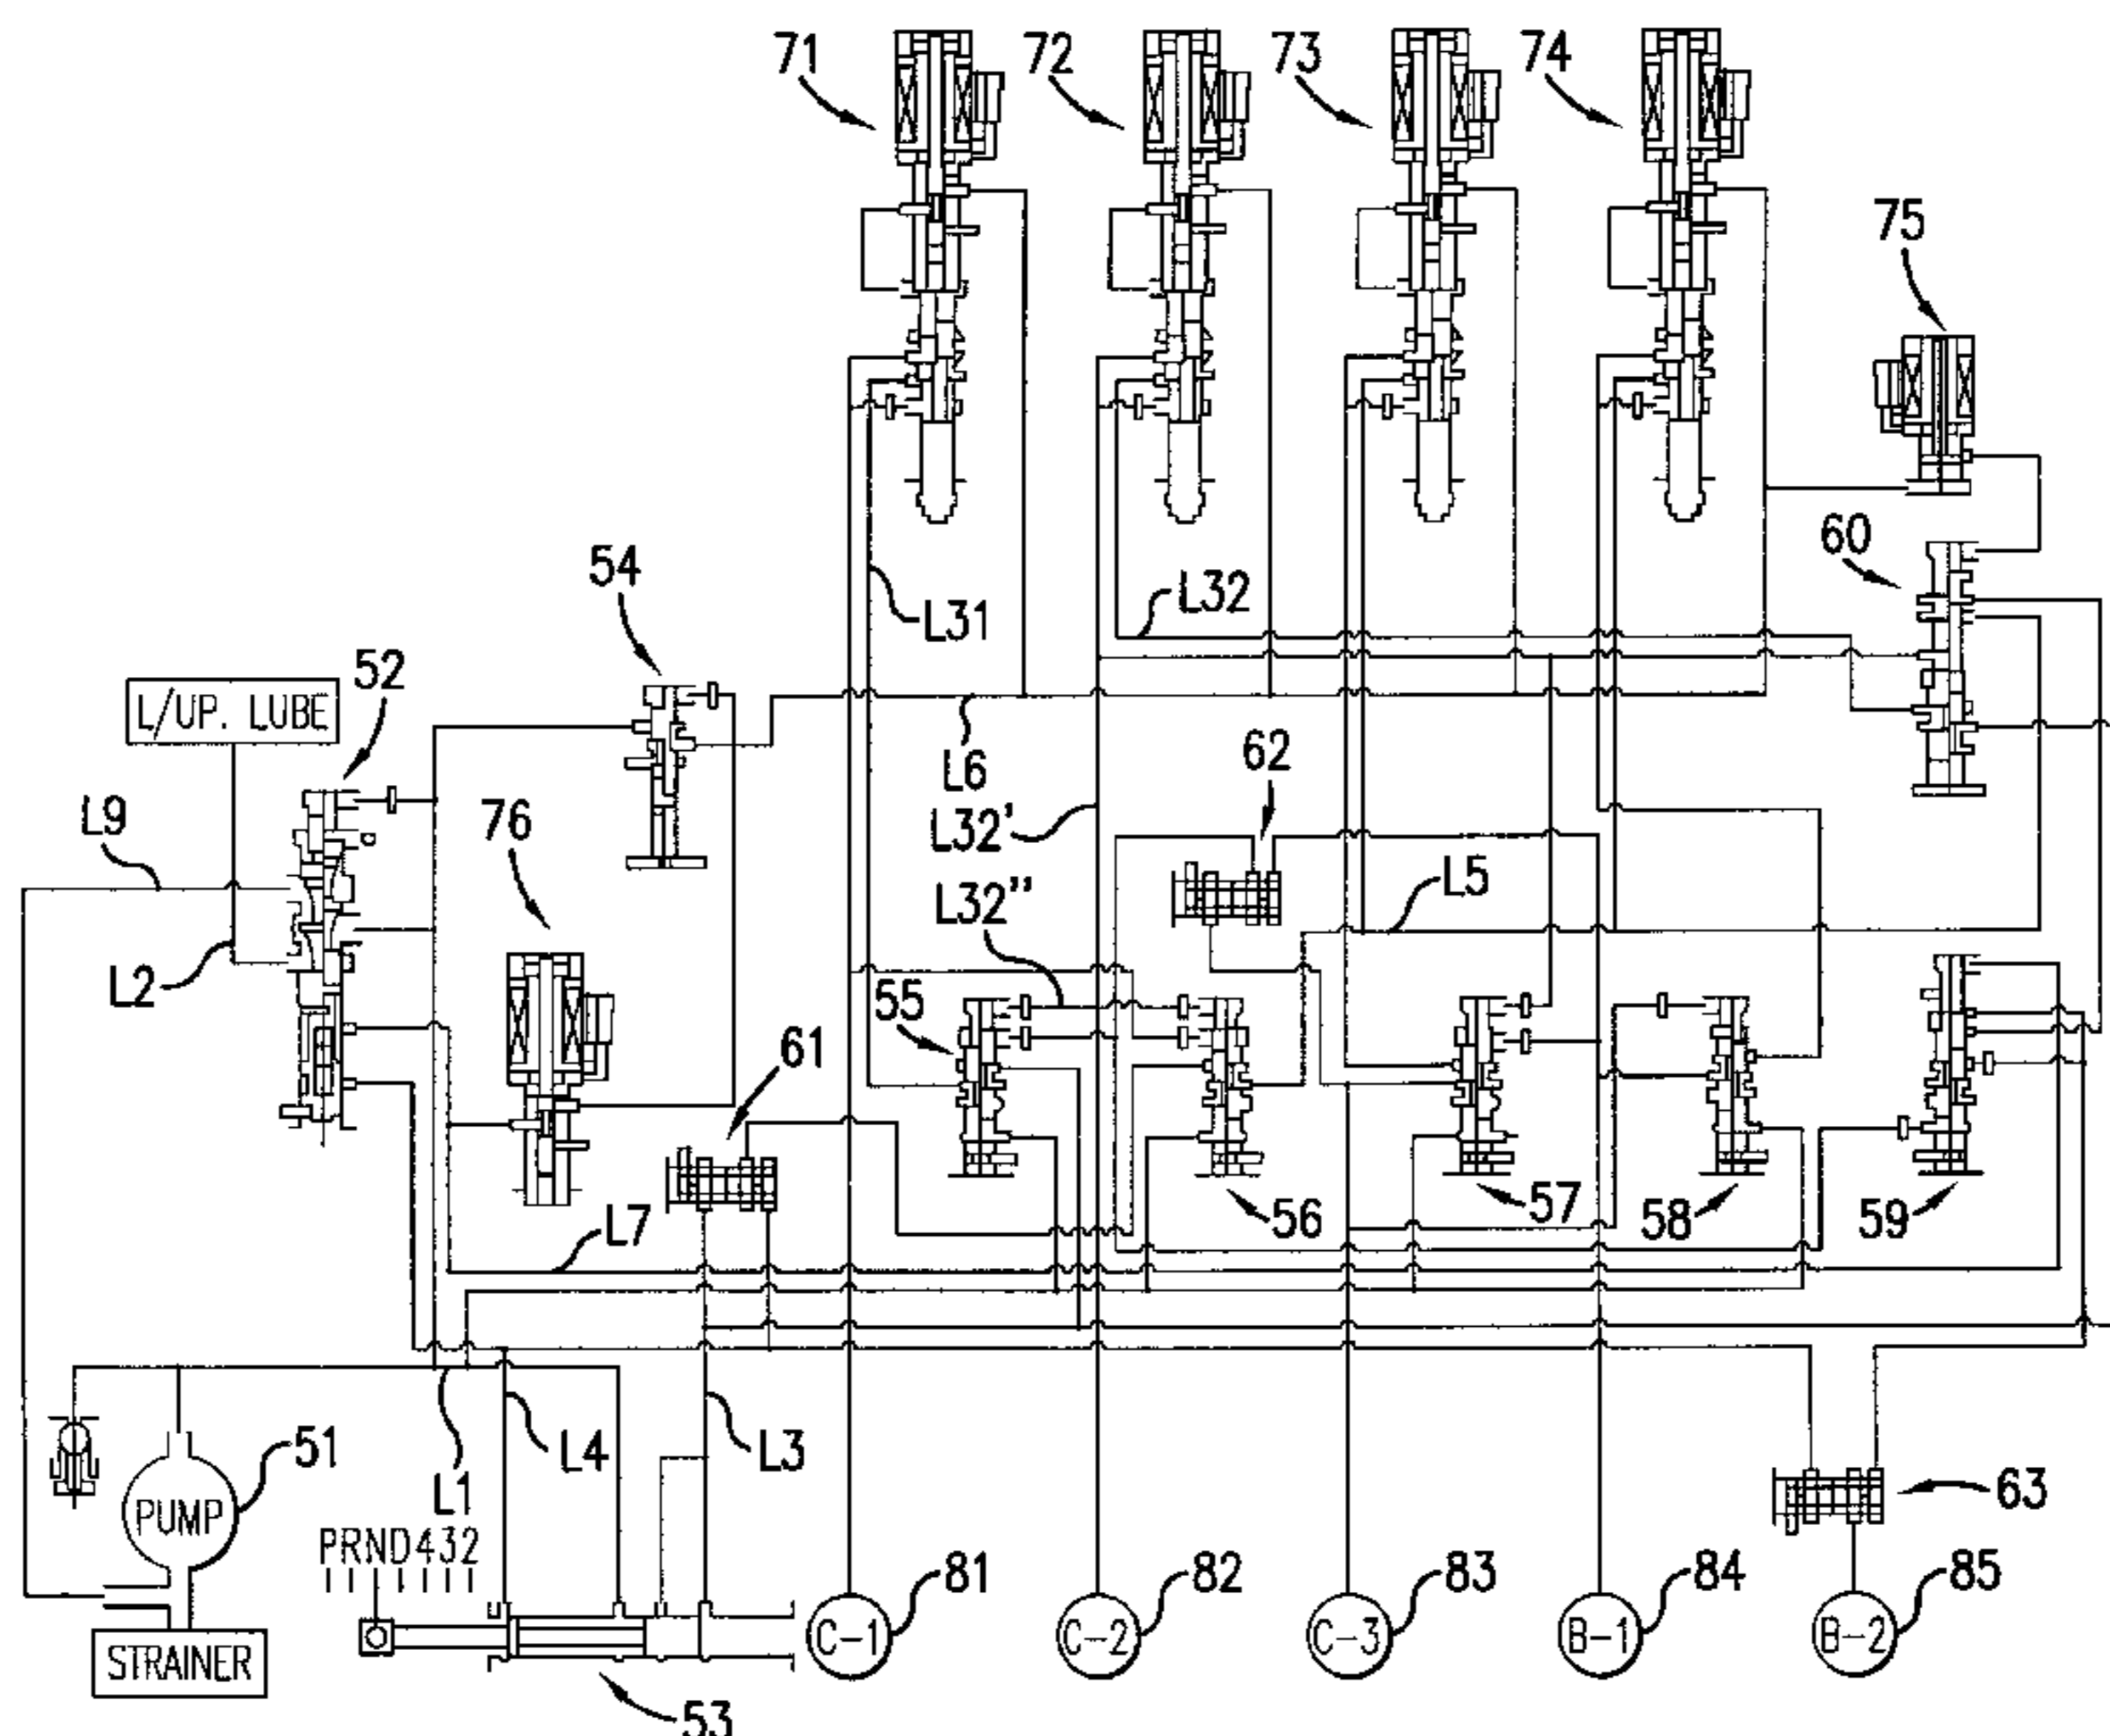 71
72
73
74
75
60
54
L31
L32
52
L/UP. LUBE
L6
62
L9
76
L32'
L32"
L5
L2
55
61
L7
56
57
58
59
51
PUMP
L1
L4
L3
63
PRND432
81
82
83
84
85
C-1
C-2
C-3
B-1
B-2
STRAINER
53